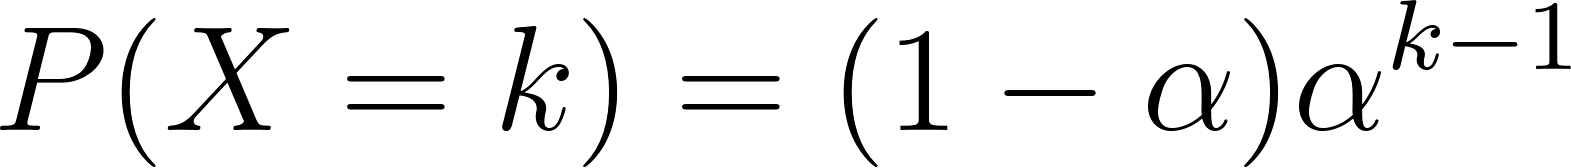 P(X = k) = (1 − α)α^{k−1}